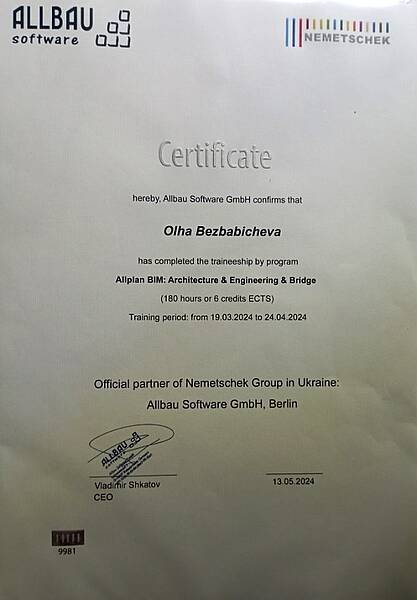 ALLBAU
software
NEMETSCHEK
Certificate
hereby, Allbau Software GmbH confirms that
Olha Bezbabicheva
has completed the traineeship by program
Allplan BIM: Architecture & Engineering & Bridge
(180 hours or 6 credits ECTS)
Training period: from 19.03.2024 to 24.04.2024
Official partner of Nemetschek Group in Ukraine:
Allbau Software GmbH, Berlin
ALLBAU
Vladimir Shkatov
13.05.2024
CEO
9981